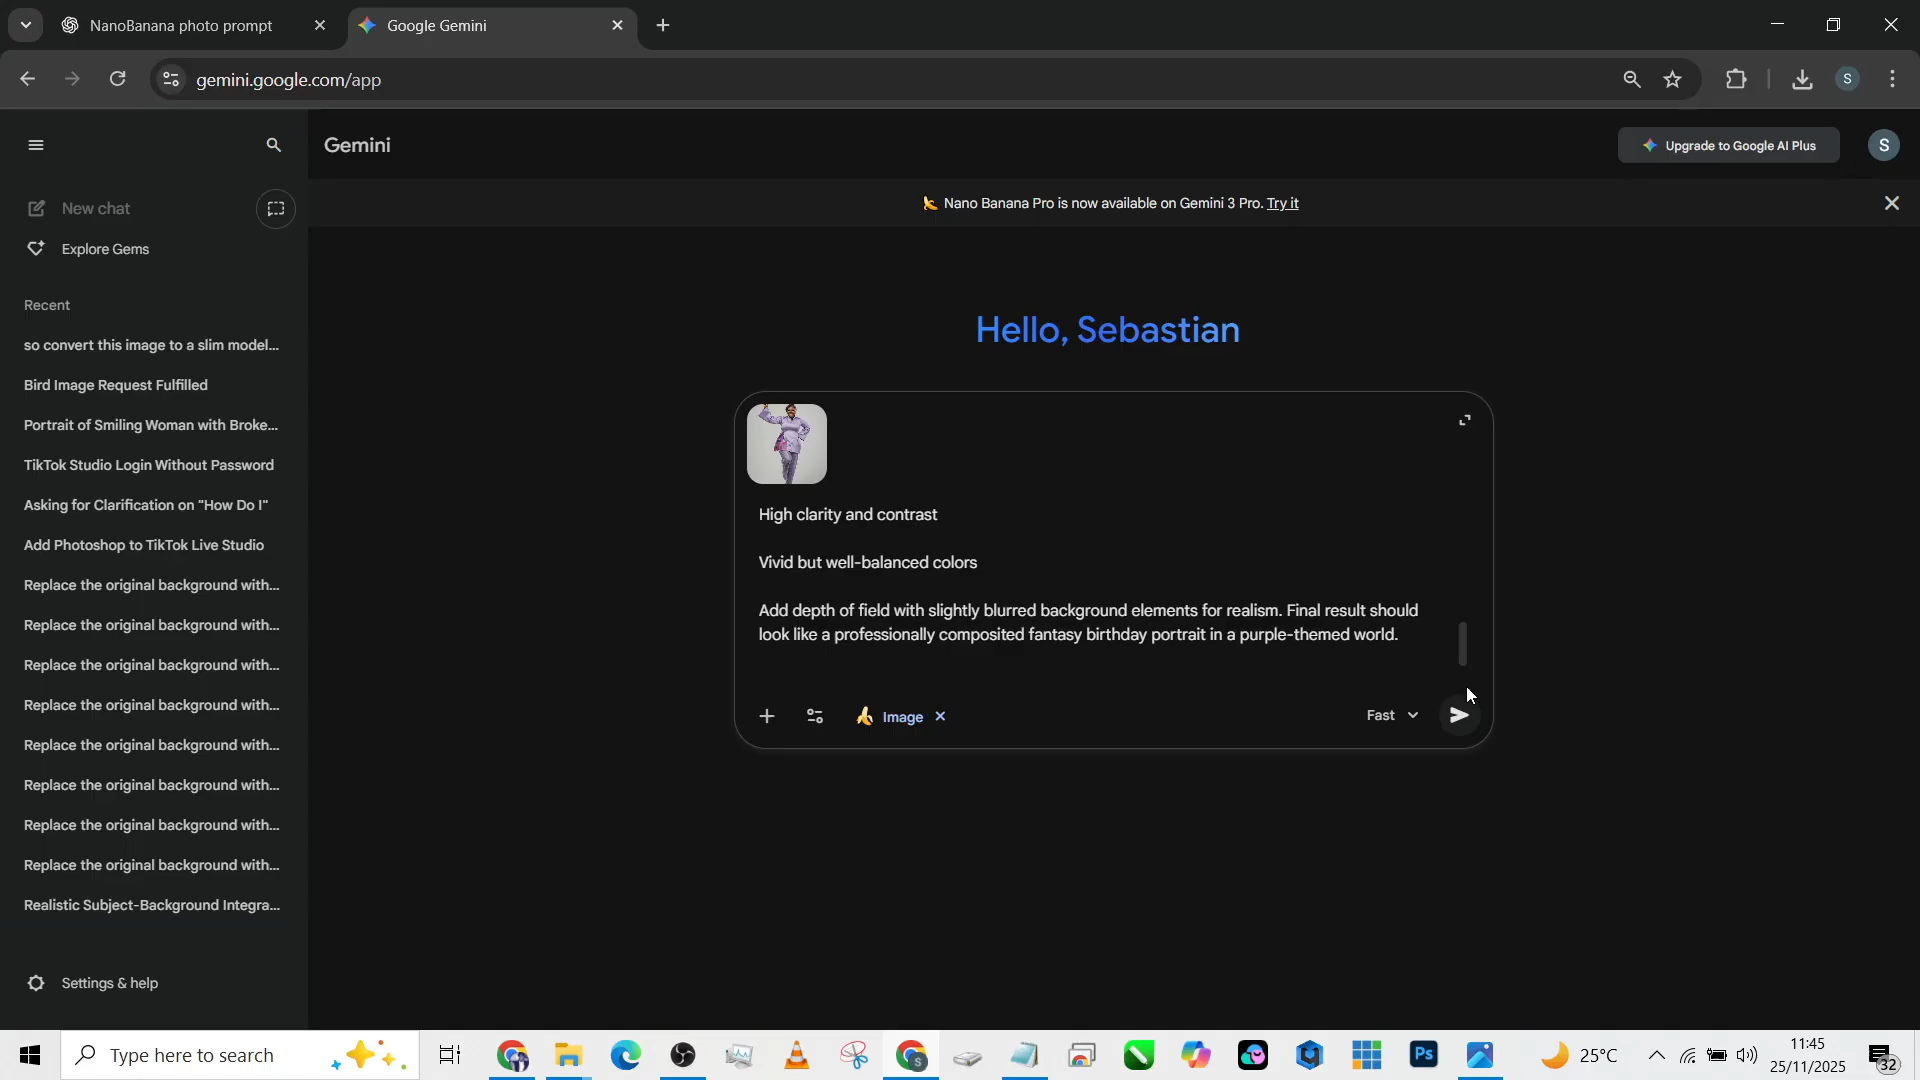 NanoBanana photo prompt
Google Gemini
gemini.google.com/app
S
Gemini
Upgrade to Google AI Plus
S
New chat
Nano Banana Pro is now available on Gemini 3 Pro. Try it
Explore Gems
Recent
so convert this image to a slim model...
Bird Image Request Fulfilled
Portrait of Smiling Woman with Broke...
TikTok Studio Login Without Password
Asking for Clarification on "How Do I"
Add Photoshop to TikTok Live Studio
Replace the original background with...
Replace the original background with...
Replace the original background with...
Replace the original background with...
Replace the original background with...
Replace the original background with...
Replace the original background with...
Replace the original background with...
Realistic Subject-Background Integra...
Settings & help
Hello, Sebastian
High clarity and contrast
Vivid but well-balanced colors
Add depth of field with slightly blurred background elements for realism. Final result should
look like a professionally composited fantasy birthday portrait in a purple-themed world.
Image
Fast
Type here to search
S
Ps
25°C
11:45
25/11/2025
32